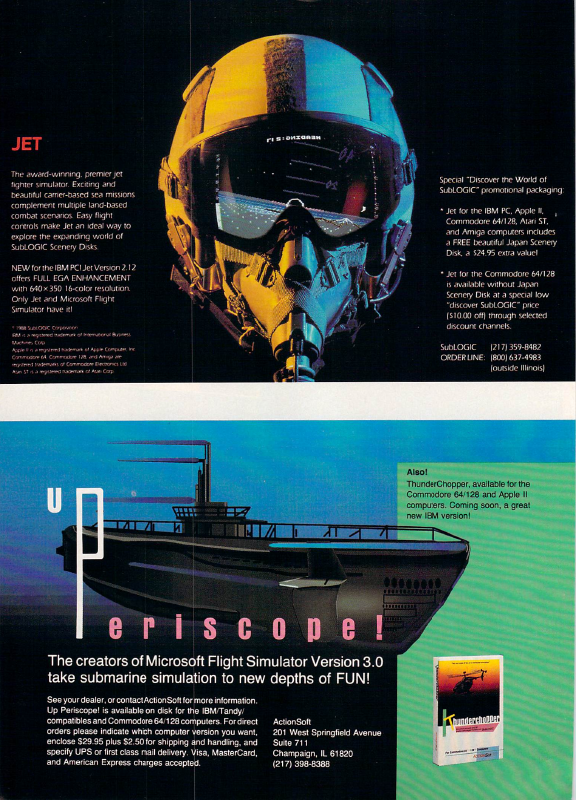 JET
The award-winning, premier jet
fighter simulator. Exciting and
beautiful carrier-based sea missions
complement multiple land-based
combat scenarios. Easy flight
controls make Jet an ideal way to
explore the expanding world of
SubLOGIC Scenery Disks.
NEW for the IBM PC! Jet Version 2.12
offers FULL EGA ENHANCEMENT
with 640×350 16-color resolution.
Only Jet and Microsoft Flight
Simulator have it!
© 1988 SubLOGIC Corporation
IBM is a registered trademark of International Business
Machines Corp.
Apple II is a registered trademark of Apple Computer, Inc.
Commodore 64, Commodore 128, and Amiga are
registered trademarks of Commodore Electronics Ltd.
Atari ST is a registered trademark of Atari Corp.
Special "Discover the World of
SubLOGIC" promotional packaging:
* Jet for the IBM PC, Apple II,
Commodore 64/128, Atari ST,
and Amiga computers includes
a FREE beautiful Japan Scenery
Disk, a $24.95 extra value!
* Jet for the Commodore 64/128
is available without Japan
Scenery Disk at a special low
"discover SubLOGIC" price
($10.00 off) through selected
discount channels.
SubLOGIC (217) 359-8482
ORDER LINE: (800) 637-4983
(outside Illinois)
UP
eriscope!
Also!
ThunderChopper, available for the
Commodore 64/128 and Apple II
computers. Coming soon, a great
new IBM version!
The creators of Microsoft Flight Simulator Version 3.0
take submarine simulation to new depths of FUN!
See your dealer, or contact ActionSoft for more information.
Up Periscope! is available on disk for the IBM/Tandy/
compatibles and Commodore 64/128 computers. For direct
orders please indicate which computer version you want,
enclose $29.95 plus $2.50 for shipping and handling, and
specify UPS or first class mail delivery. Visa, MasterCard,
and American Express charges accepted.
ActionSoft
201 West Springfield Avenue
Suite 711
Champaign, IL 61820
(217) 398-8388
Thunderchopper